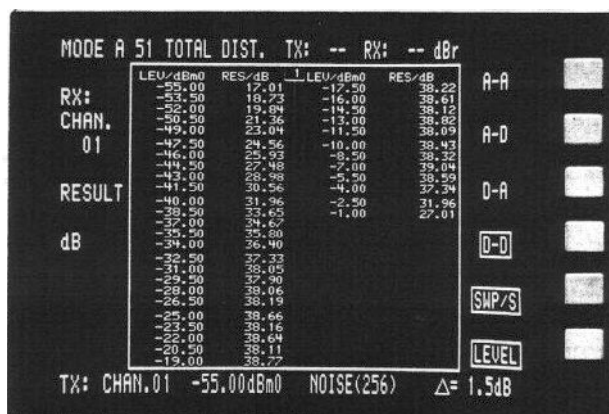 MODE A 51 TOTAL DIST. TX: -- RX: -- dBr
RX:
CHAN.
01
RESULT
dB
LEV/dBm0 RES/dB 1 LEV/dBm0 RES/dB
-55.00 17.01 -17.50 38.22
-53.50 18.73 -16.00 38.61
-52.00 19.84 -14.50 38.12
-50.50 21.36 -13.00 38.82
-49.00 23.04 -11.50 38.09
-47.50 24.56 -10.00 38.43
-46.00 25.93 -8.50 38.32
-44.50 27.48 -7.00 39.04
-43.00 28.98 -5.50 38.59
-41.50 30.56 -4.00 37.34
-40.00 31.96 -2.50 31.96
-38.50 33.65 -1.00 27.01
-37.00 34.67
-35.50 35.80
-34.00 36.40
-32.50 37.33
-31.00 38.05
-29.50 37.90
-28.00 38.06
-26.50 38.19
-25.00 38.66
-23.50 38.16
-22.00 38.64
-20.50 38.11
-19.00 38.77
A-A
A-D
D-A
D-D
SWP/S
LEVEL
TX: CHAN.01 -55.00dBm0 NOISE(256) Δ= 1.5dB